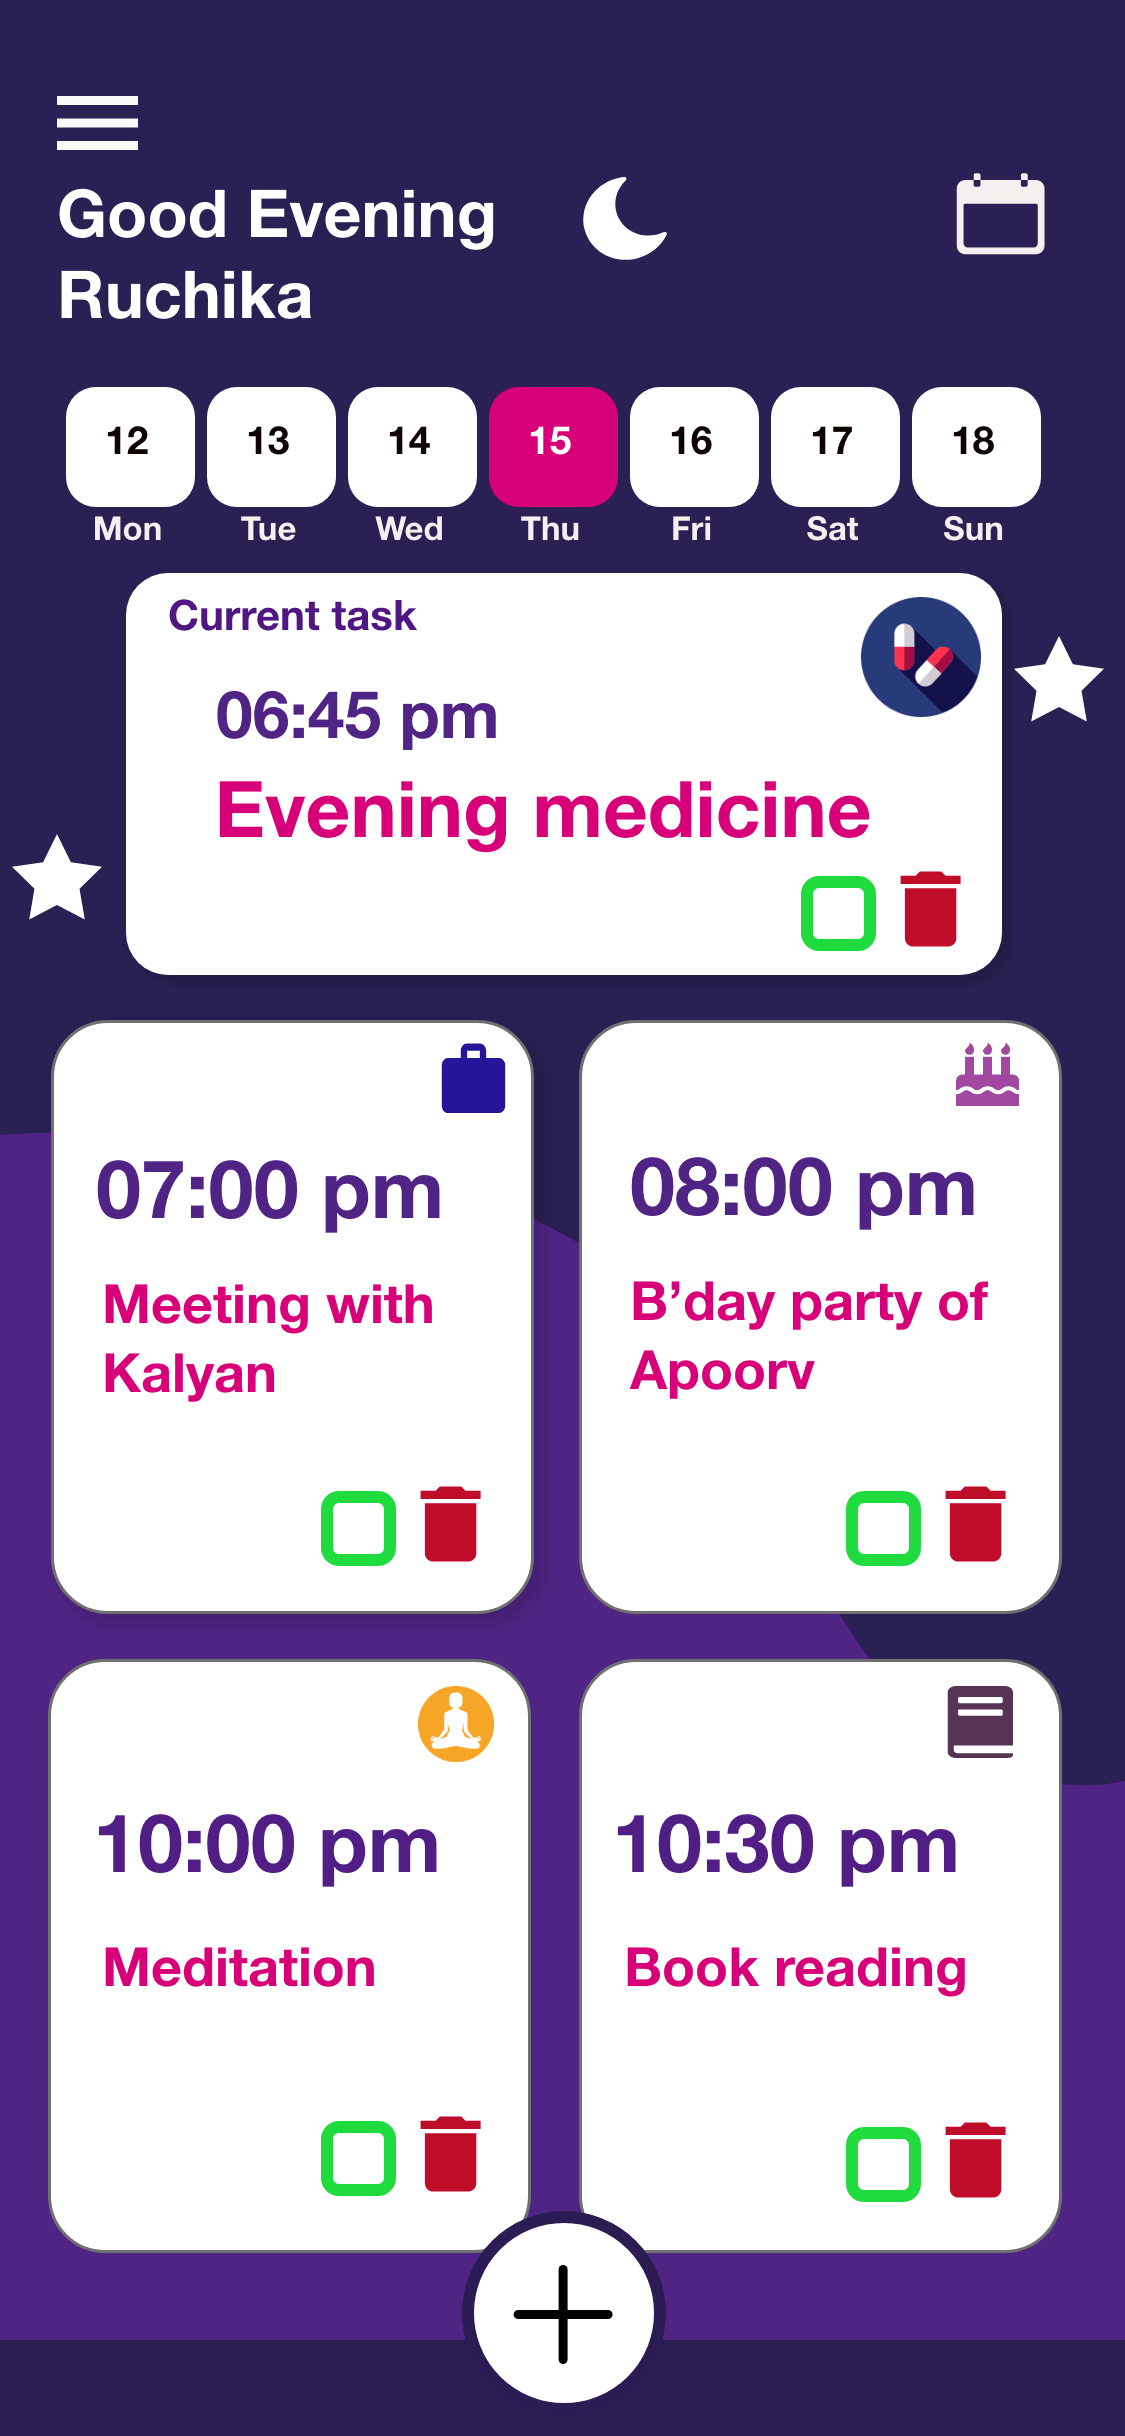 Good Evening
Ruchika
12 13 14 15 16 17 18
Mon Tue Wed Thu Fri Sat Sun
Current task
06:45 pm
Evening medicine
07:00 pm
Meeting with
Kalyan
08:00 pm
B’day party of
Apoorv
10:00 pm
Meditation
10:30 pm
Book reading